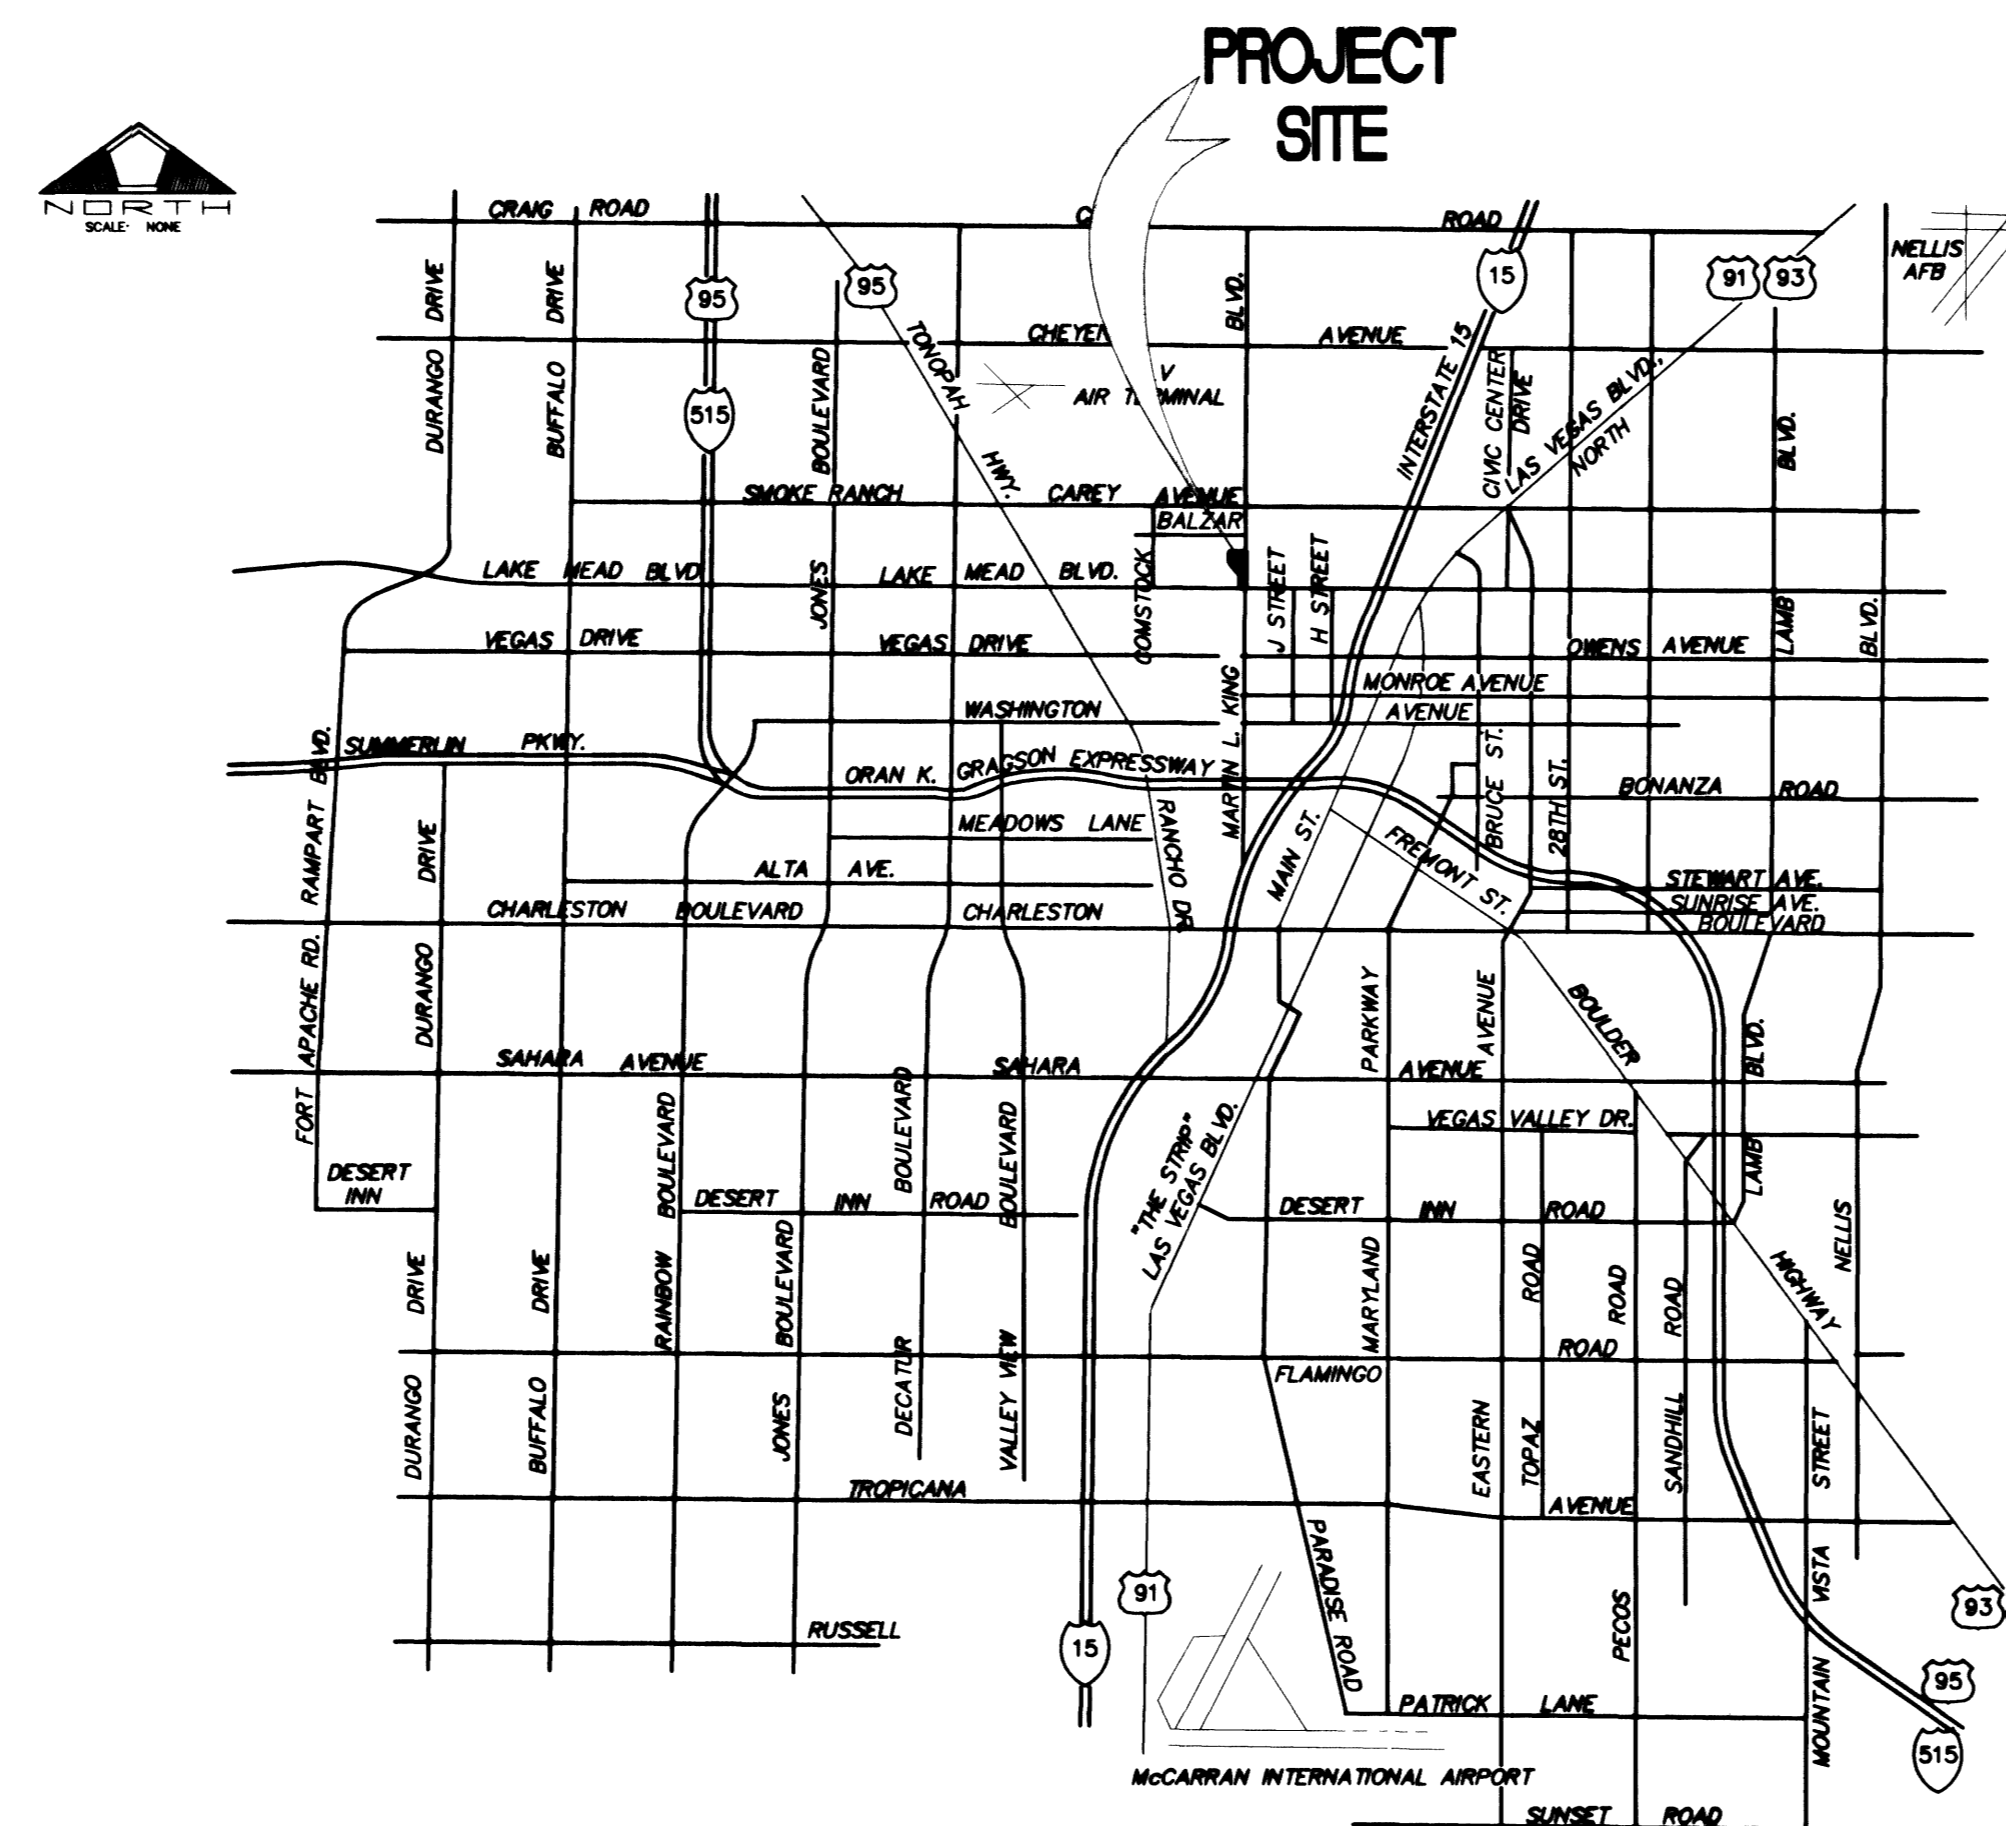 PROJECT
SITE
NORTH
SCALE: NONE
CRAIG ROAD
ROAD
NELLIS
AFB
95
95
15
91
93
DURANGO DRIVE
BUFFALO DRIVE
BOULEVARD
JONES
TONOPAH HWY.
BLVD.
AVENUE
AIR
INTERSTATE 15
CIVIC CENTER
DRIVE
LAS VEGAS BLVD.,
NORTH
BLVD.
LAMB
BLVD.
515
SMOKE RANCH
CAREY AVENUE
BALZAR
LAKE MEAD BLVD
LAKE MEAD BLVD.
COMSTOCK
J STREET
H STREET
VEGAS DRIVE
VEGAS DRIVE
OWENS AVENUE
MONROE AVENUE
WASHINGTON
AVENUE
MARTIN L. KING
SUMMERLIN PKWY.
ORAN K. GRAGSON EXPRESSWAY
BRUCE ST.
28TH ST.
BONANZA ROAD
FORT APACHE RD. RAMPART BLVD.
DURANGO DRIVE
MEADOWS LANE
RANCHO DR.
MAIN ST.
FREMONT ST.
ALTA AVE.
STEWART AVE.
SUNRISE AVE.
CHARLESTON BOULEVARD
CHARLESTON
BOULEVARD
PARKWAY
AVENUE
BOULDER
BLVD.
LAMB
SAHARA AVENUE
SAHARA
AVENUE
VEGAS VALLEY DR.
"THE STRIP"
LAS VEGAS BLVD.
DESERT
INN
DESERT INN ROAD
DESERT INN ROAD
RAINBOW BOULEVARD
DECATUR BOULEVARD
VALLEY VIEW BOULEVARD
DURANGO DRIVE
BUFFALO DRIVE
JONES BOULEVARD
MARYLAND
NELLIS
HIGHWAY
ROAD
FLAMINGO
EASTERN
TOPAZ ROAD
PECOS ROAD
SANDHILL ROAD
MOUNTAIN VISTA STREET
TROPICANA
AVENUE
PARADISE ROAD
91
15
93
95
515
RUSSELL
PATRICK LANE
McCARRAN INTERNATIONAL AIRPORT
SUNSET ROAD